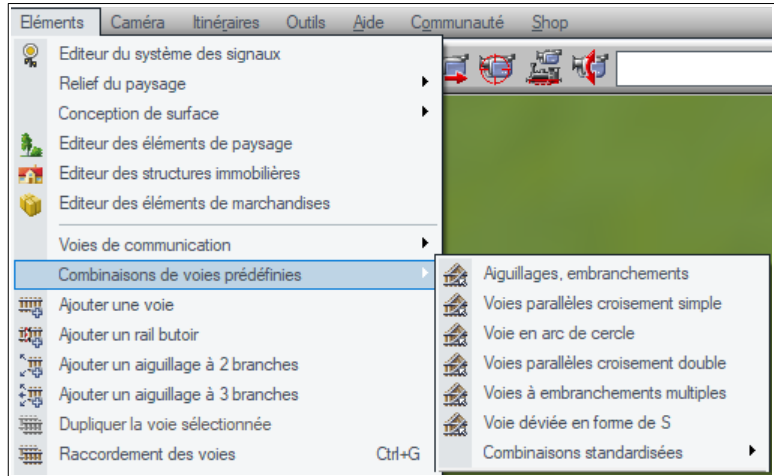 Eléments Caméra Itinéraires Outils Aide Communauté Shop
Editeur du système des signaux
Relief du paysage
Conception de surface
Editeur des éléments de paysage
Editeur des structures immobilières
Editeur des éléments de marchandises
Voies de communication
Combinaisons de voies prédéfinies
Ajouter une voie
Ajouter un rail butoir
Ajouter un aiguillage à 2 branches
Ajouter un aiguillage à 3 branches
Dupliquer la voie sélectionnée
Raccordement des voies Ctrl+G
Aiguillages, embranchements
Voies parallèles croisement simple
Voie en arc de cercle
Voies parallèles croisement double
Voies à embranchements multiples
Voie déviée en forme de S
Combinaisons standardisées